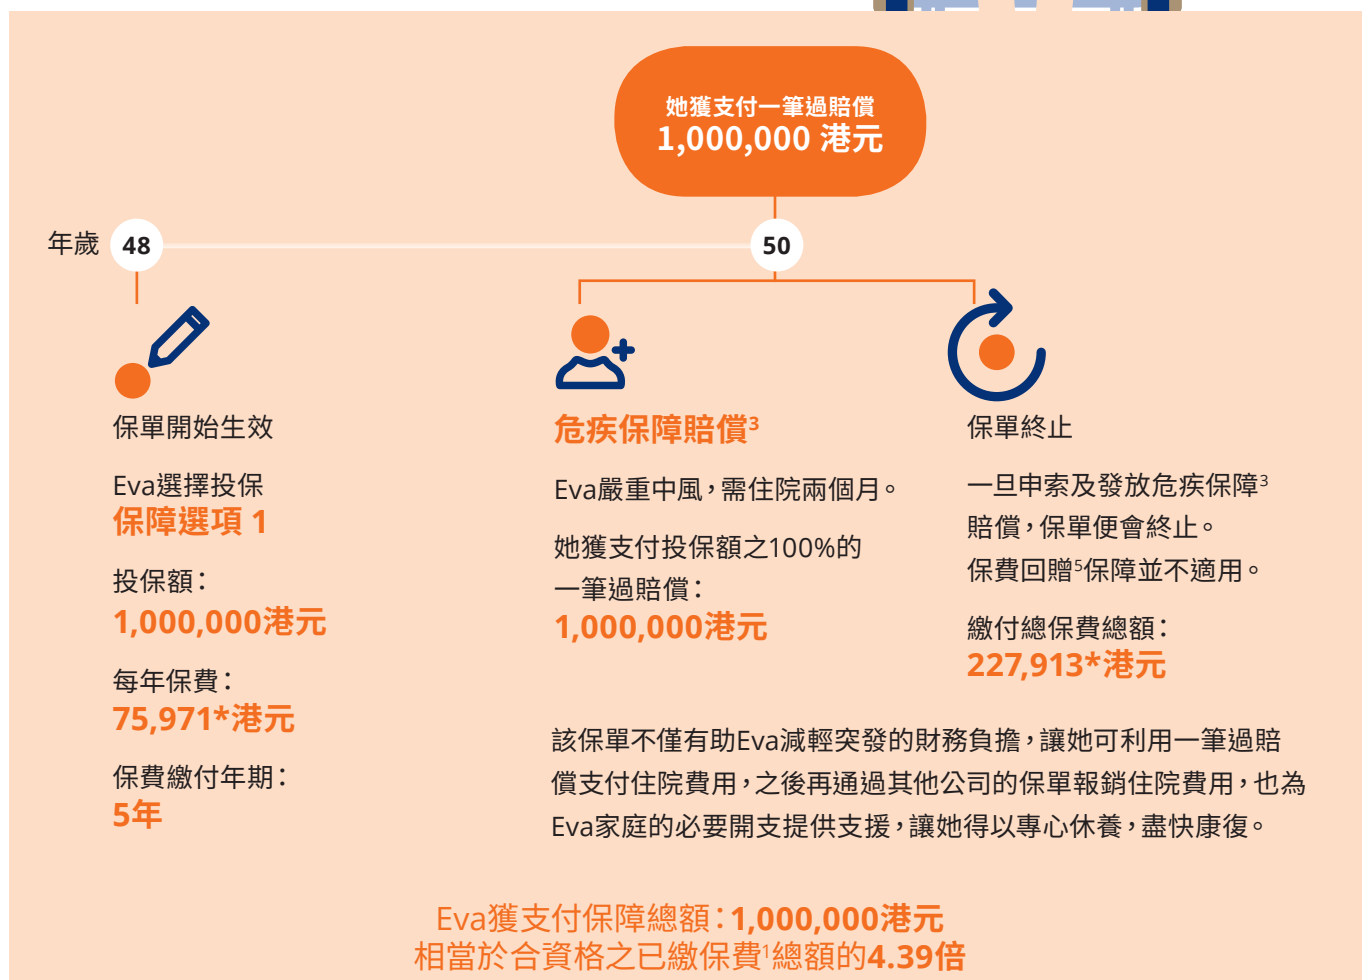 她獲支付一筆過賠償
1,000,000 港元
年歲 48
50
保單開始生效
Eva選擇投保
保障選項 1
投保額：
1,000,000港元
每年保費：
75,971*港元
保費繳付年期：
5年
危疾保障賠償3
Eva嚴重中風，需住院兩個月。
她獲支付投保額之100%的
一筆過賠償：
1,000,000港元
保單終止
一旦申索及發放危疾保障3
賠償，保單便會終止。
保費回贈5保障並不適用。
繳付總保費總額：
227,913*港元
該保單不僅有助Eva減輕突發的財務負擔，讓她可利用一筆過賠
償支付住院費用，之後再通過其他公司的保單報銷住院費用，也為
Eva家庭的必要開支提供支援，讓她得以專心休養，盡快康復。
Eva獲支付保障總額：1,000,000港元
相當於合資格之已繳保費1總額的4.39倍